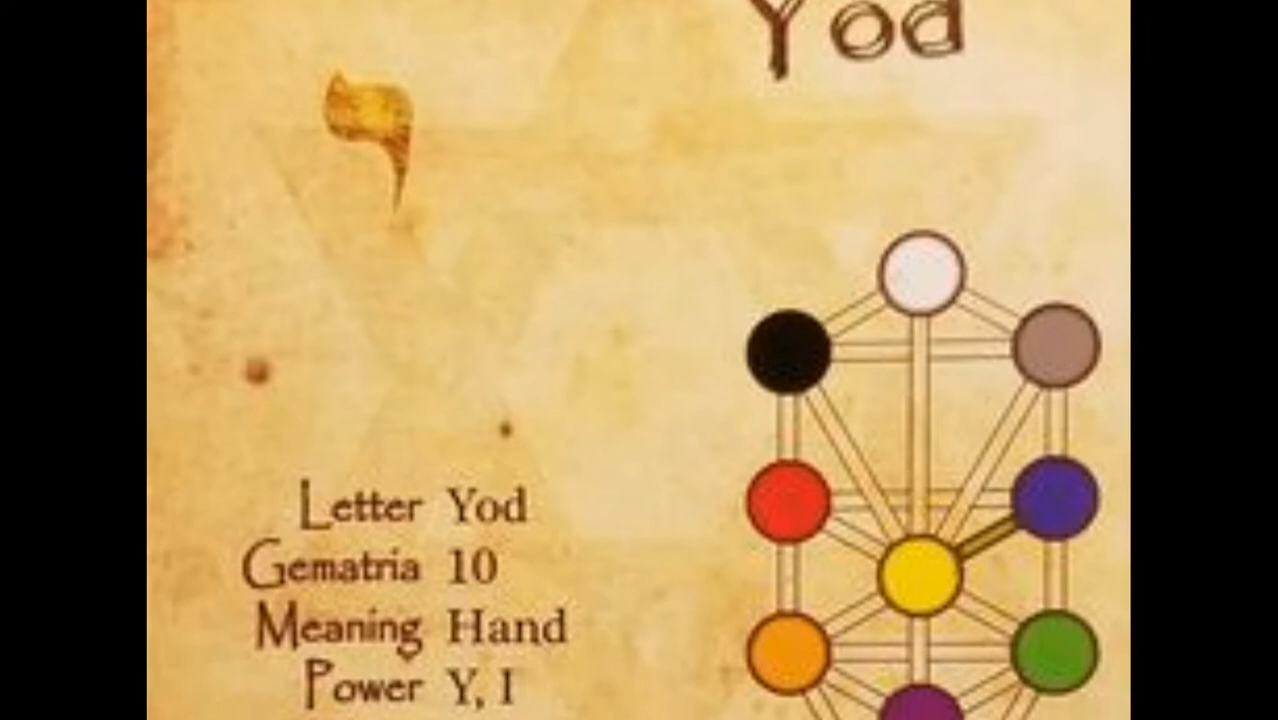 Yod
י
Letter Yod
Gematria 10
Meaning Hand
Power Y, I